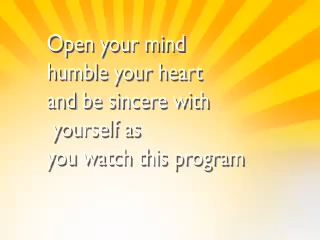 Open your mind
humble your heart
and be sincere with
yourself as
you watch this program